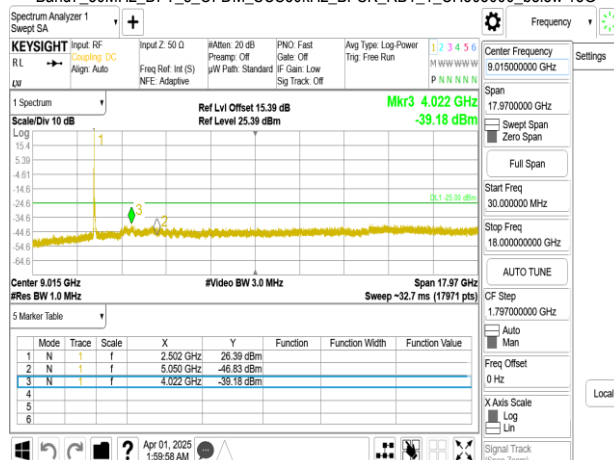 Spectrum Analyzer 1
Swept SA
Frequency
KEYSIGHT
RL
Input: RF
Coupling: DC
Align: Auto
Input Z: 50 Ω
Freq Ref: Int (S)
NFE: Adaptive
#Atten: 20 dB
Preamp: Off
µW Path: Standard
PNO: Fast
Gate: Off
IF Gain: Low
Sig Track: Off
Avg Type: Log-Power
Trig: Free Run
1 2 3 4 5 6
M W W W W W
P N N N N N
Center Frequency
9.015000000 GHz
Settings
1 Spectrum
Scale/Div 10 dB
Ref Lvl Offset 15.39 dB
Ref Level 25.39 dBm
Mkr3 4.022 GHz
-39.18 dBm
Log
15.4
5.39
-4.61
-14.6
-24.6
-34.6
-44.6
-54.6
-64.6
1
2
3
DL1 -25.00 dBm
Center 9.015 GHz
#Res BW 1.0 MHz
#Video BW 3.0 MHz
Span 17.97 GHz
Sweep ~32.7 ms (17971 pts)
Span
17.9700000 GHz
Swept Span
Zero Span
Full Span
Start Freq
30.000000 MHz
Stop Freq
18.000000000 GHz
AUTO TUNE
CF Step
1.797000000 GHz
Auto
Man
Freq Offset
0 Hz
X Axis Scale
Log
Lin
Signal Track
Local
5 Marker Table
Mode Trace Scale X Y Function Function Width Function Value
1 N 1 f 2.502 GHz 26.39 dBm
2 N 1 f 5.050 GHz -46.83 dBm
3 N 1 f 4.022 GHz -39.18 dBm
4
5
6
Apr 01, 2025
1:59:58 AM